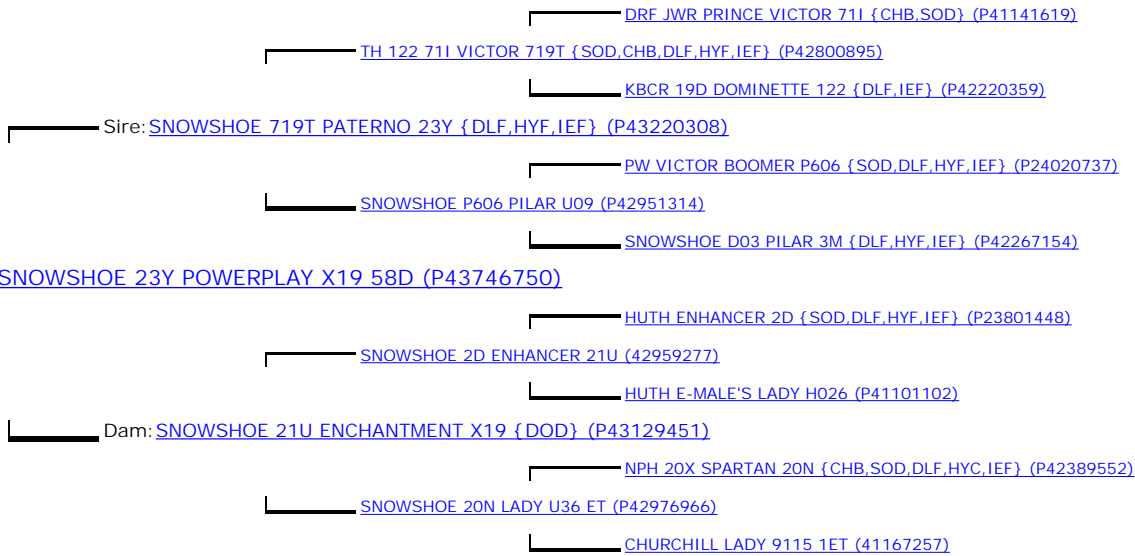 DRF JWR PRINCE VICTOR 71I {CHB,SOD} (P41141619)
TH 122 71I VICTOR 719T {SOD,CHB,DLF,HYF,IEF} (P42800895)
KBCR 19D DOMINETTE 122 {DLF,IEF} (P42220359)
Sire: SNOWSHOE 719T PATERNO 23Y {DLF,HYF,IEF} (P43220308)
PW VICTOR BOOMER P606 {SOD,DLF,HYF,IEF} (P24020737)
SNOWSHOE P606 PILAR U09 (P42951314)
SNOWSHOE D03 PILAR 3M {DLF,HYF,IEF} (P42267154)
SNOWSHOE 23Y POWERPLAY X19 58D (P43746750)
HUTH ENHANCER 2D {SOD,DLF,HYF,IEF} (P23801448)
SNOWSHOE 2D ENHANCER 21U (42959277)
HUTH E-MALE'S LADY H026 (P41101102)
Dam: SNOWSHOE 21U ENCHANTMENT X19 {DOD} (P43129451)
NPH 20X SPARTAN 20N {CHB,SOD,DLF,HYC,IEF} (P42389552)
SNOWSHOE 20N LADY U36 ET (P42976966)
CHURCHILL LADY 9115 1ET (41167257)